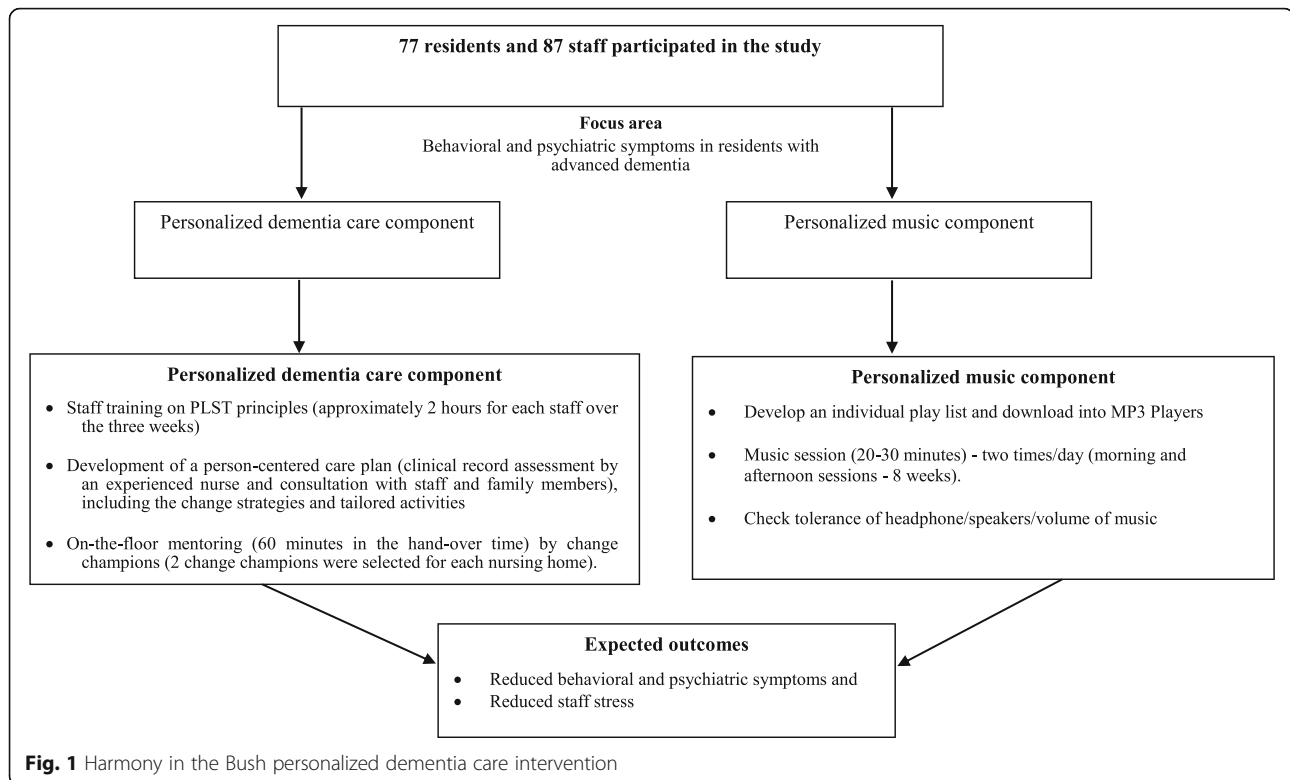 77 residents and 87 staff participated in the study
Focus area
Behavioral and psychiatric symptoms in residents with
advanced dementia
Personalized dementia care component
Personalized music component
Personalized dementia care component
• Staff training on PLST principles (approximately 2 hours for each staff over
the three weeks)
• Development of a person-centered care plan (clinical record assessment by
an experienced nurse and consultation with staff and family members),
including the change strategies and tailored activities
• On-the-floor mentoring (60 minutes in the hand-over time) by change
champions (2 change champions were selected for each nursing home).
Personalized music component
• Develop an individual play list and download into MP3 Players
• Music session (20-30 minutes) - two times/day (morning and
afternoon sessions - 8 weeks).
• Check tolerance of headphone/speakers/volume of music
Expected outcomes
• Reduced behavioral and psychiatric symptoms and
• Reduced staff stress
Fig. 1 Harmony in the Bush personalized dementia care intervention